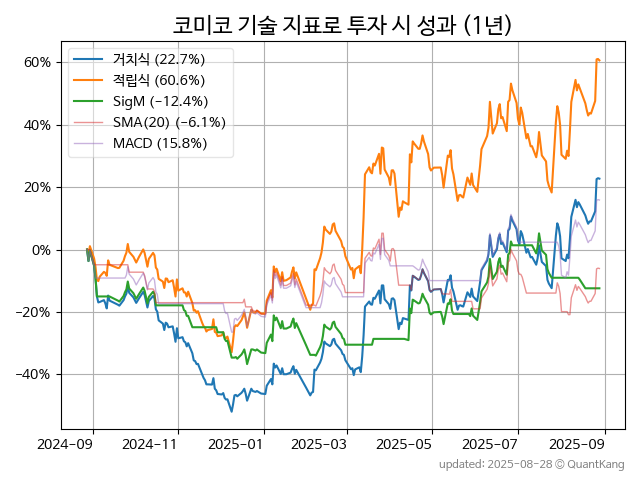 코미코 기술 지표로 투자 시 성과 (1년)
거치식 (22.7%)
적립식 (60.6%)
SigM (−12.4%)
SMA(20) (−6.1%)
MACD (15.8%)
60%
40%
20%
0%
−20%
−40%
2024-09 2024-11 2025-01 2025-03 2025-05 2025-07 2025-09
updated: 2025-08-28 © QuantKang